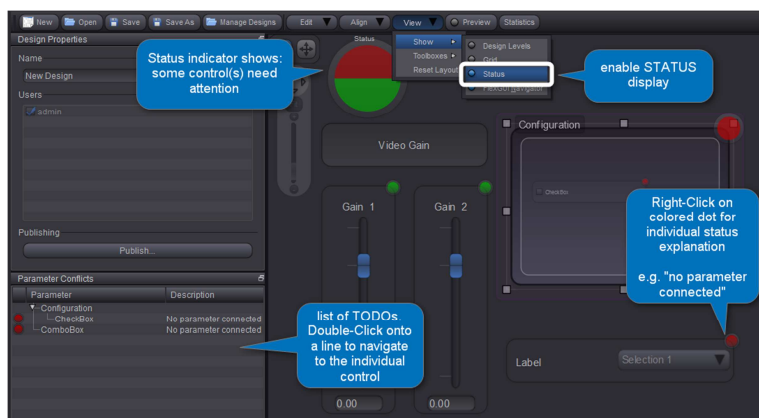 New
Open
Save
Save As
Manage Designs
Edit
Align
View
Preview
Statistics
Design Properties
Name
New Design
Users
admin
Publishing
Publish...
Parameter Conflicts
Parameter
Description
Configuration
CheckBox
No parameter connected
ComboBox
No parameter connected
Status indicator shows:
some control(s) need
attention
Status
Show
Toolboxes
Reset Layout
Design Levels
Grid
Status
FlexGUI Navigator
enable STATUS
display
Video Gain
Gain 1
Gain 2
0.00
0.00
Configuration
CheckBox
Right-Click on
colored dot for
individual status
explanation
e.g. "no parameter
connected"
list of TODOs.
Double-Click onto
a line to navigate
to the individual
control
Label
Selection 1